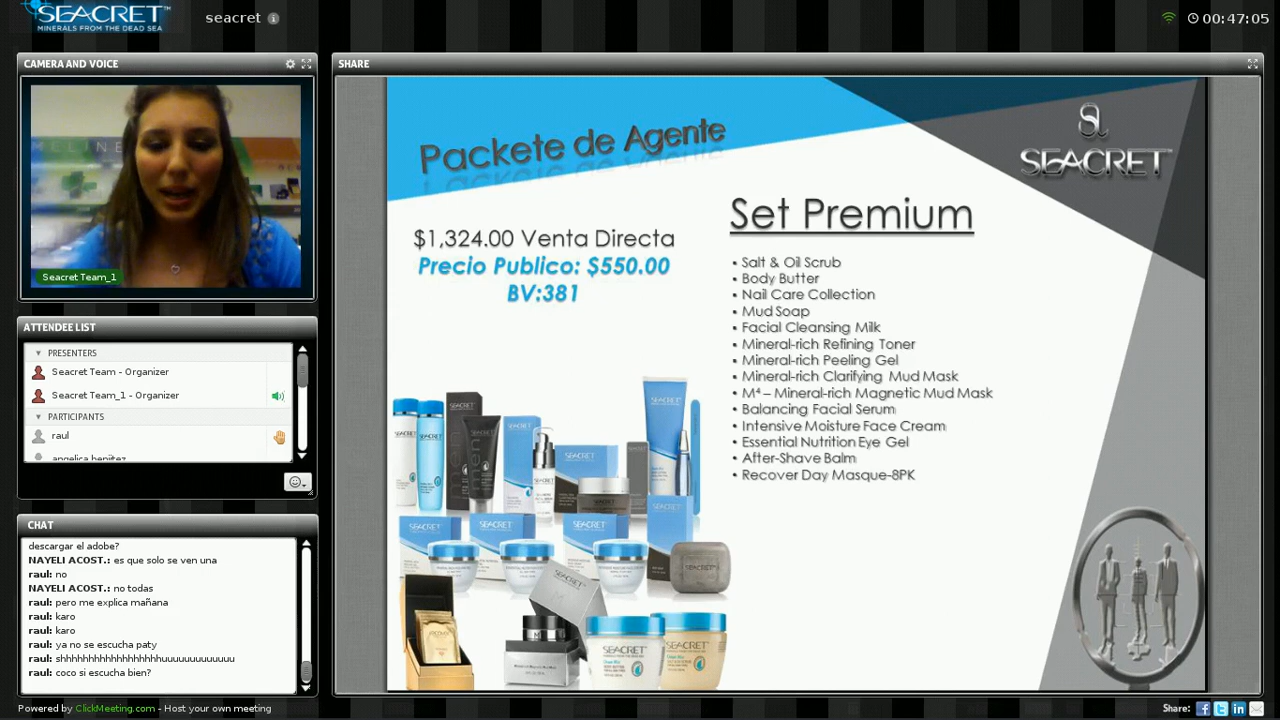 SEACRET
MINERALS FROM THE DEAD SEA
seacret
00:47:05
CAMERA AND VOICE
Seacret Team_1
ATTENDEE LIST
PRESENTERS
Seacret Team - Organizer
Seacret Team_1 - Organizer
PARTICIPANTS
raul
angelica benitez
CHAT
descargar el adobe?
NAYELI ACOST.: es que solo se ven una
raul: no
NAYELI ACOST.: no todas
raul: pero me explica mañana
raul: karo
raul: karo
raul: ya no se escucha paty
raul: shhhhhhhhhhhhhhhhhuuuuuuuuuuuu
raul: coco si escucha bien?
SHARE
Packete de Agente
SEACRET
$1,324.00 Venta Directa
Precio Publico: $550.00
BV:381
Set Premium
• Salt & Oil Scrub
• Body Butter
• Nail Care Collection
• Mud Soap
• Facial Cleansing Milk
• Mineral-rich Refining Toner
• Mineral-rich Peeling Gel
• Mineral-rich Clarifying Mud Mask
• M⁴ – Mineral-rich Magnetic Mud Mask
• Balancing Facial Serum
• Intensive Moisture Face Cream
• Essential Nutrition Eye Gel
• After-Shave Balm
• Recover Day Masque-8PK
Powered by ClickMeeting.com - Host your own meeting
Share: